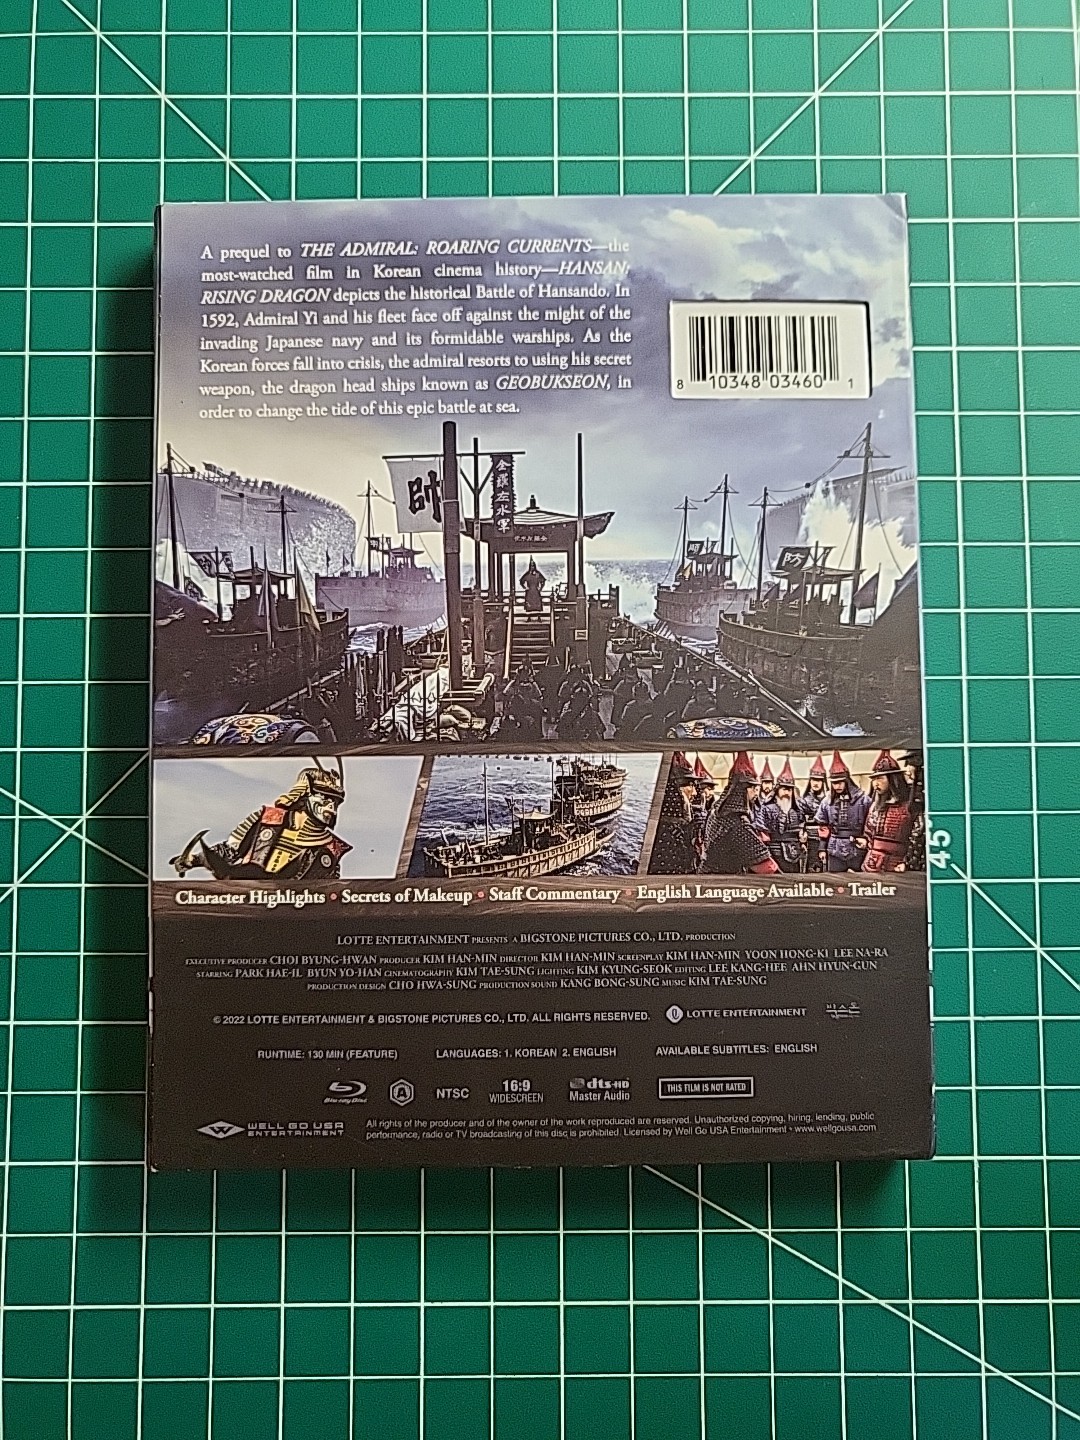 A prequel to THE ADMIRAL: ROARING CURRENTS—the
most-watched film in Korean cinema history—HANSAN:
RISING DRAGON depicts the historical Battle of Hansando. In
1592, Admiral Yi and his fleet face off against the might of the
invading Japanese navy and its formidable warships. As the
Korean forces fall into crisis, the admiral resorts to using his secret
weapon, the dragon head ships known as GEOBUKSEON, in
order to change the tide of this epic battle at sea.
8 10348 03460 1
帥
全羅左水軍
防
Character Highlights • Secrets of Makeup • Staff Commentary • English Language Available • Trailer
LOTTE ENTERTAINMENT PRESENTS A BIGSTONE PICTURES CO., LTD. PRODUCTION
EXECUTIVE PRODUCER CHOI BYUNG-HWAN PRODUCER KIM HAN-MIN DIRECTOR KIM HAN-MIN SCREENPLAY KIM HAN-MIN YOON HONG-KI LEE NA-RA
STARRING PARK HAE-IL BYUN YO-HAN CINEMATOGRAPHY KIM TAE-SUNG LIGHTING KIM KYUNG-SEOK EDITING LEE KANG-HEE AHN HYUN-GUN
PRODUCTION DESIGN CHO HWA-SUNG PRODUCTION SOUND KANG BONG-SUNG MUSIC KIM TAE-SUNG
© 2022 LOTTE ENTERTAINMENT & BIGSTONE PICTURES CO., LTD. ALL RIGHTS RESERVED. LOTTE ENTERTAINMENT 빅스톤
RUNTIME: 130 MIN (FEATURE) LANGUAGES: 1. KOREAN 2. ENGLISH AVAILABLE SUBTITLES: ENGLISH
Blu-ray Disc A NTSC 16:9 WIDESCREEN dts-HD Master Audio THIS FILM IS NOT RATED
WELL GO USA ENTERTAINMENT
All rights of the producer and of the owner of the work reproduced are reserved. Unauthorized copying, hiring, lending, public
performance, radio or TV broadcasting of this disc is prohibited. Licensed by Well Go USA Entertainment • www.wellgousa.com
45°